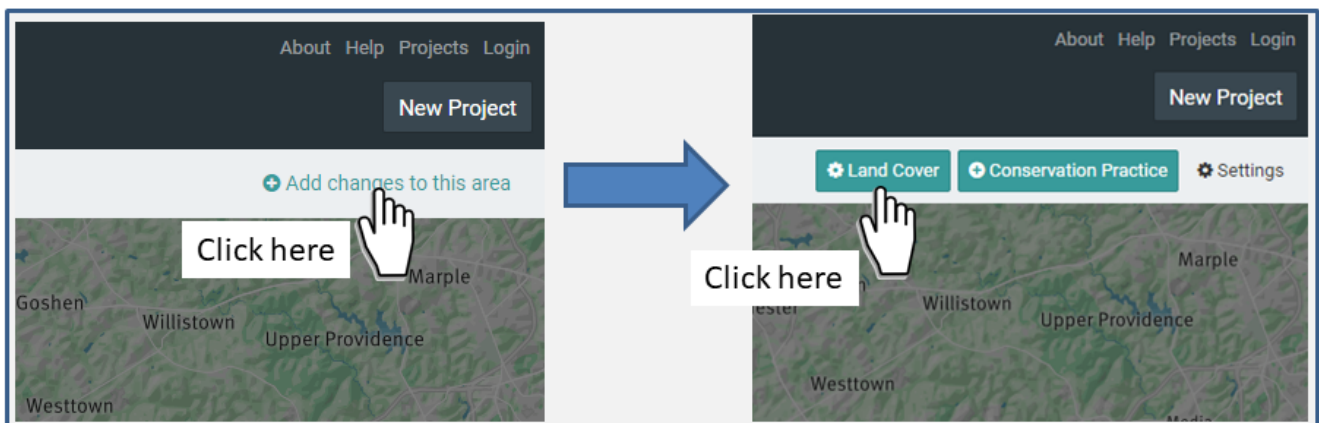 About Help Projects Login
New Project
Add changes to this area
Click here
Marple
Goshen
Willistown
Upper Providence
Westtown
About Help Projects Login
New Project
Land Cover Conservation Practice Settings
Click here
Marple
Willistown
Upper Providence
Westtown
Media